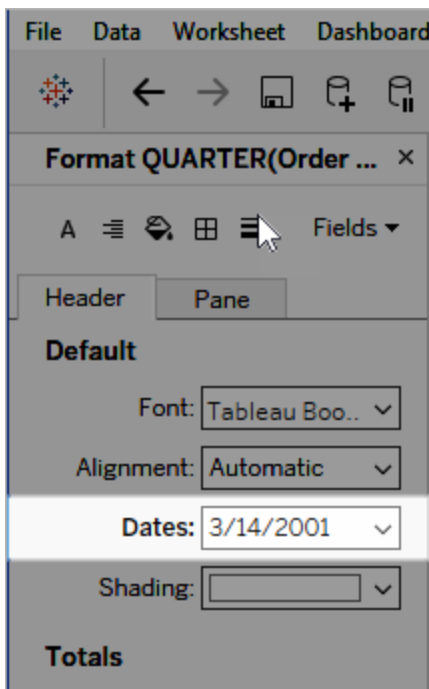 File Data Worksheet Dashboard
Format QUARTER(Order ... ×
A Fields
Header Pane
Default
Font: Tableau Boo..
Alignment: Automatic
Dates: 3/14/2001
Shading:
Totals